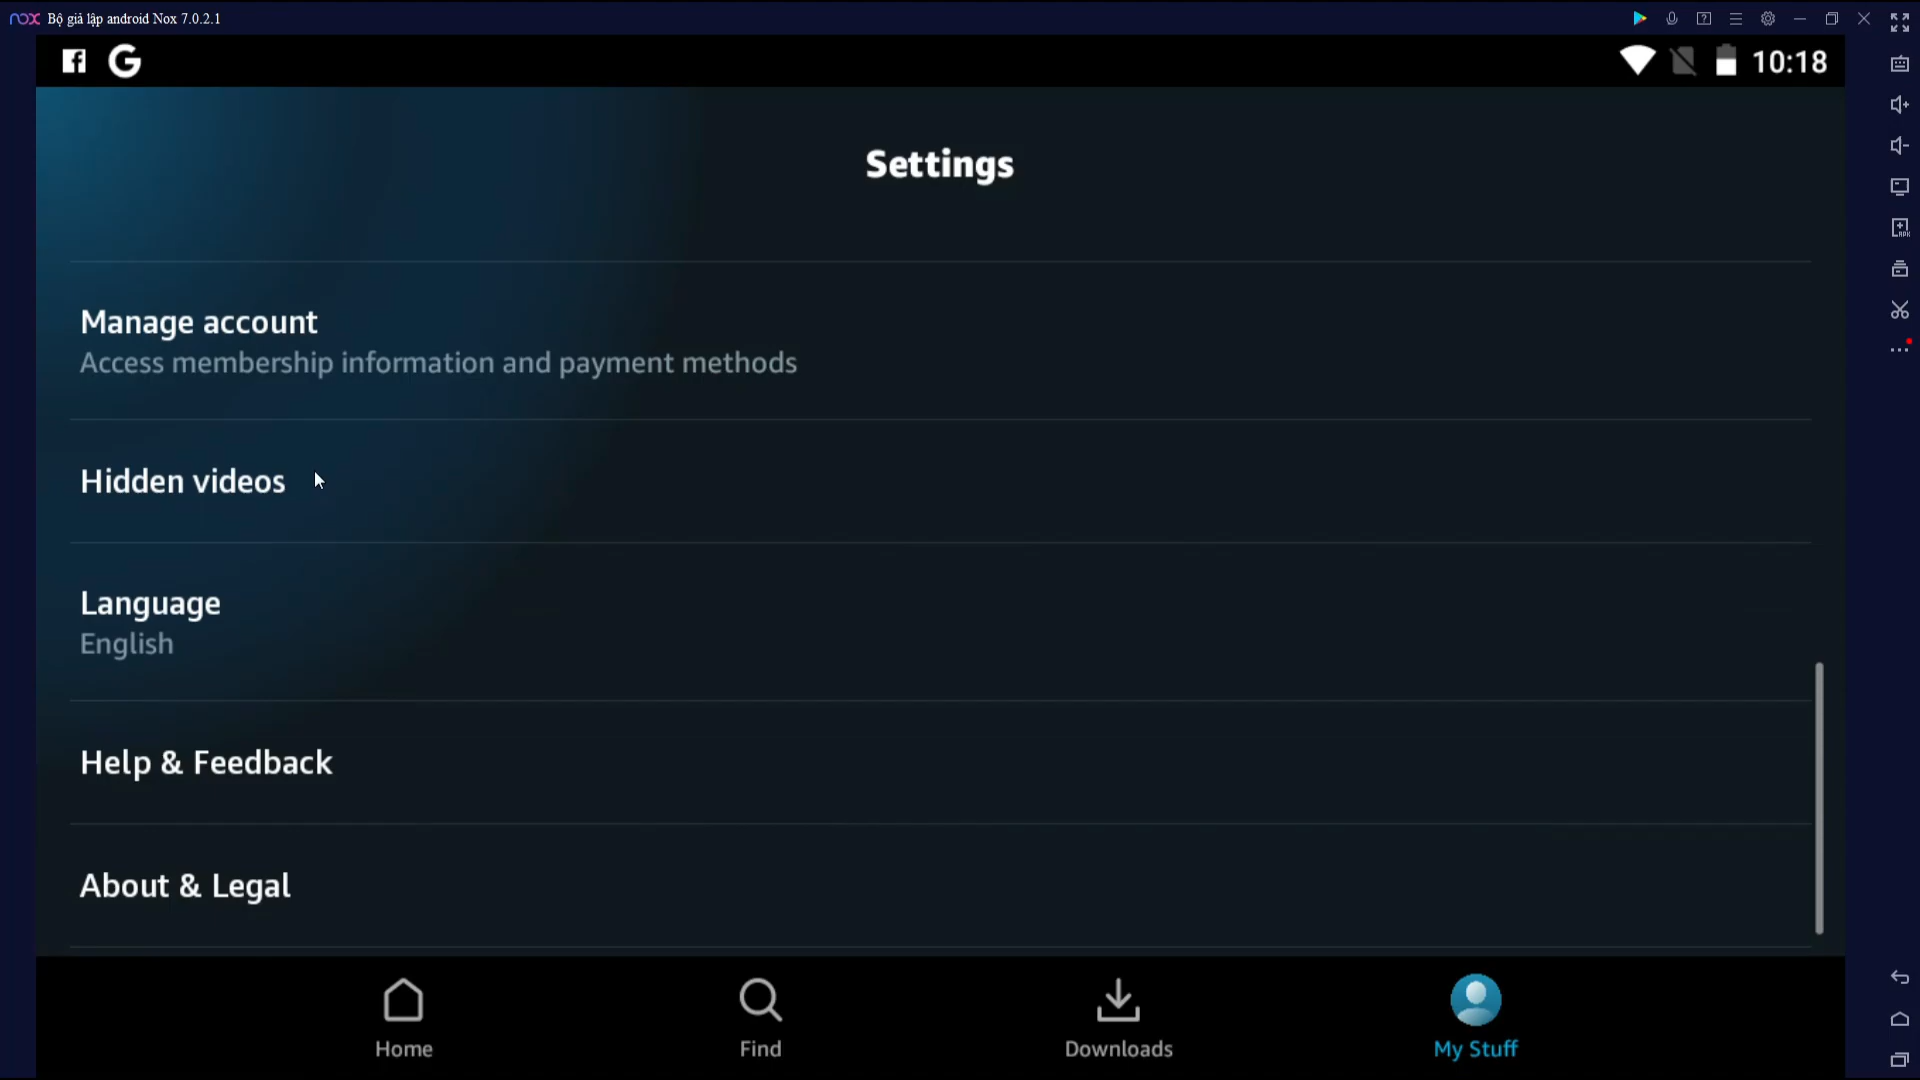 nox Bộ giả lập android Nox 7.0.2.1
10:18
Settings
Manage account
Access membership information and payment methods
Hidden videos
Language
English
Help & Feedback
About & Legal
Home
Find
Downloads
My Stuff